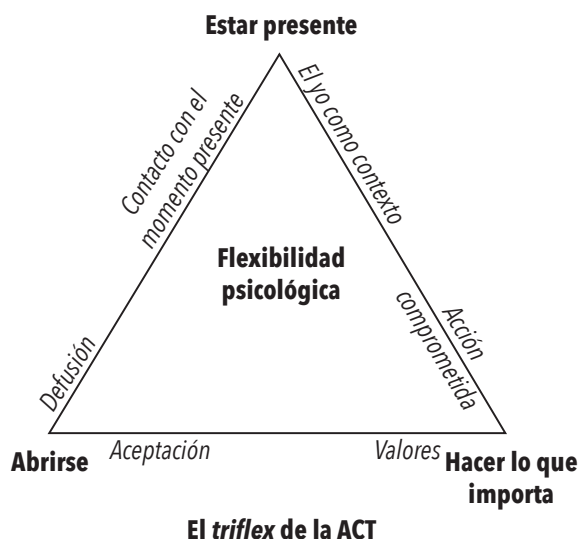 Estar presente
Contacto con el
momento presente
El yo como contexto
Flexibilidad
psicológica
Defusión
Acción
comprometida
Abrirse
Aceptación
Valores
Hacer lo que
importa
El triflex de la ACT